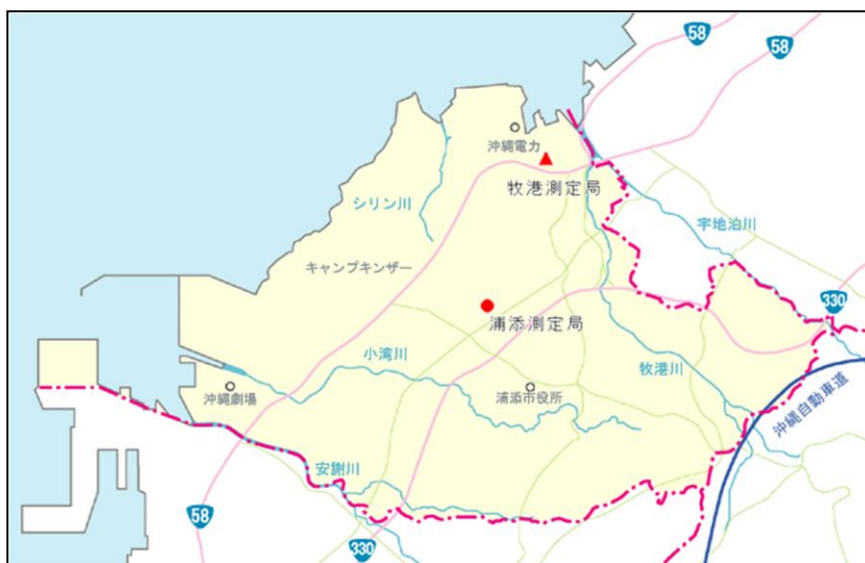 58
58
沖縄電力
牧港測定局
シリン川
宇地泊川
キャンプキンザー
330
浦添測定局
小湾川
牧港川
沖縄劇場
浦添市役所
沖縄自動車道
安謝川
58
330